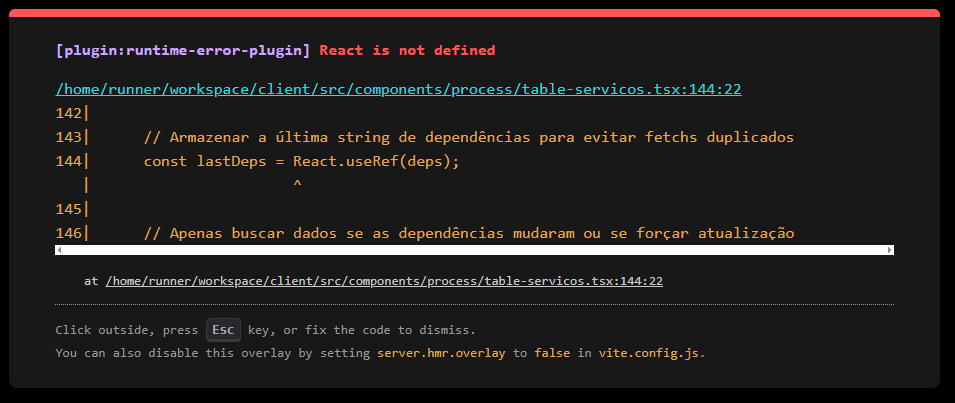 [plugin:runtime-error-plugin] React is not defined
/home/runner/workspace/client/src/components/process/table-servicos.tsx:144:22
142|
143|      // Armazenar a última string de dependências para evitar fetchs duplicados
144|      const lastDeps = React.useRef(deps);
   |                       ^
145|
146|      // Apenas buscar dados se as dependências mudaram ou se forçar atualização
at /home/runner/workspace/client/src/components/process/table-servicos.tsx:144:22
Click outside, press Esc key, or fix the code to dismiss.
You can also disable this overlay by setting server.hmr.overlay to false in vite.config.js.